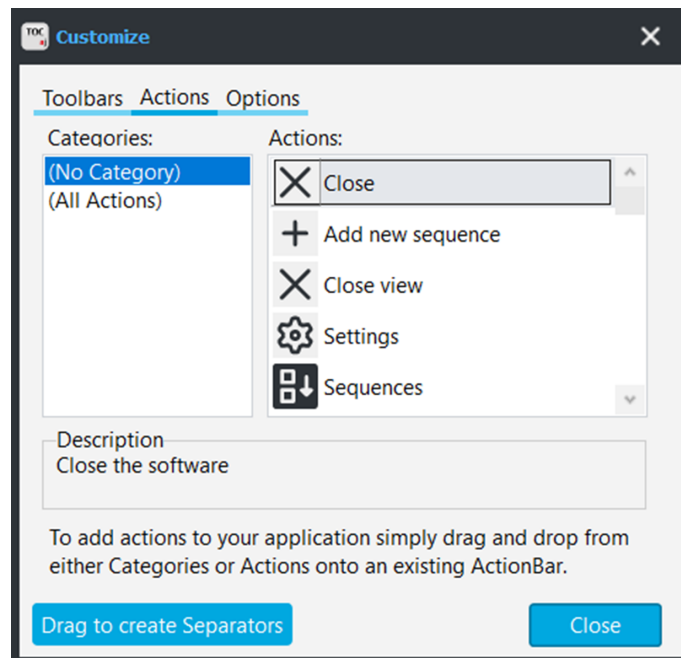 TOC
Customize
Toolbars Actions Options
Categories:
Actions:
(No Category)
(All Actions)
Close
Add new sequence
Close view
Settings
Sequences
Description
Close the software
To add actions to your application simply drag and drop from
either Categories or Actions onto an existing ActionBar.
Drag to create Separators
Close